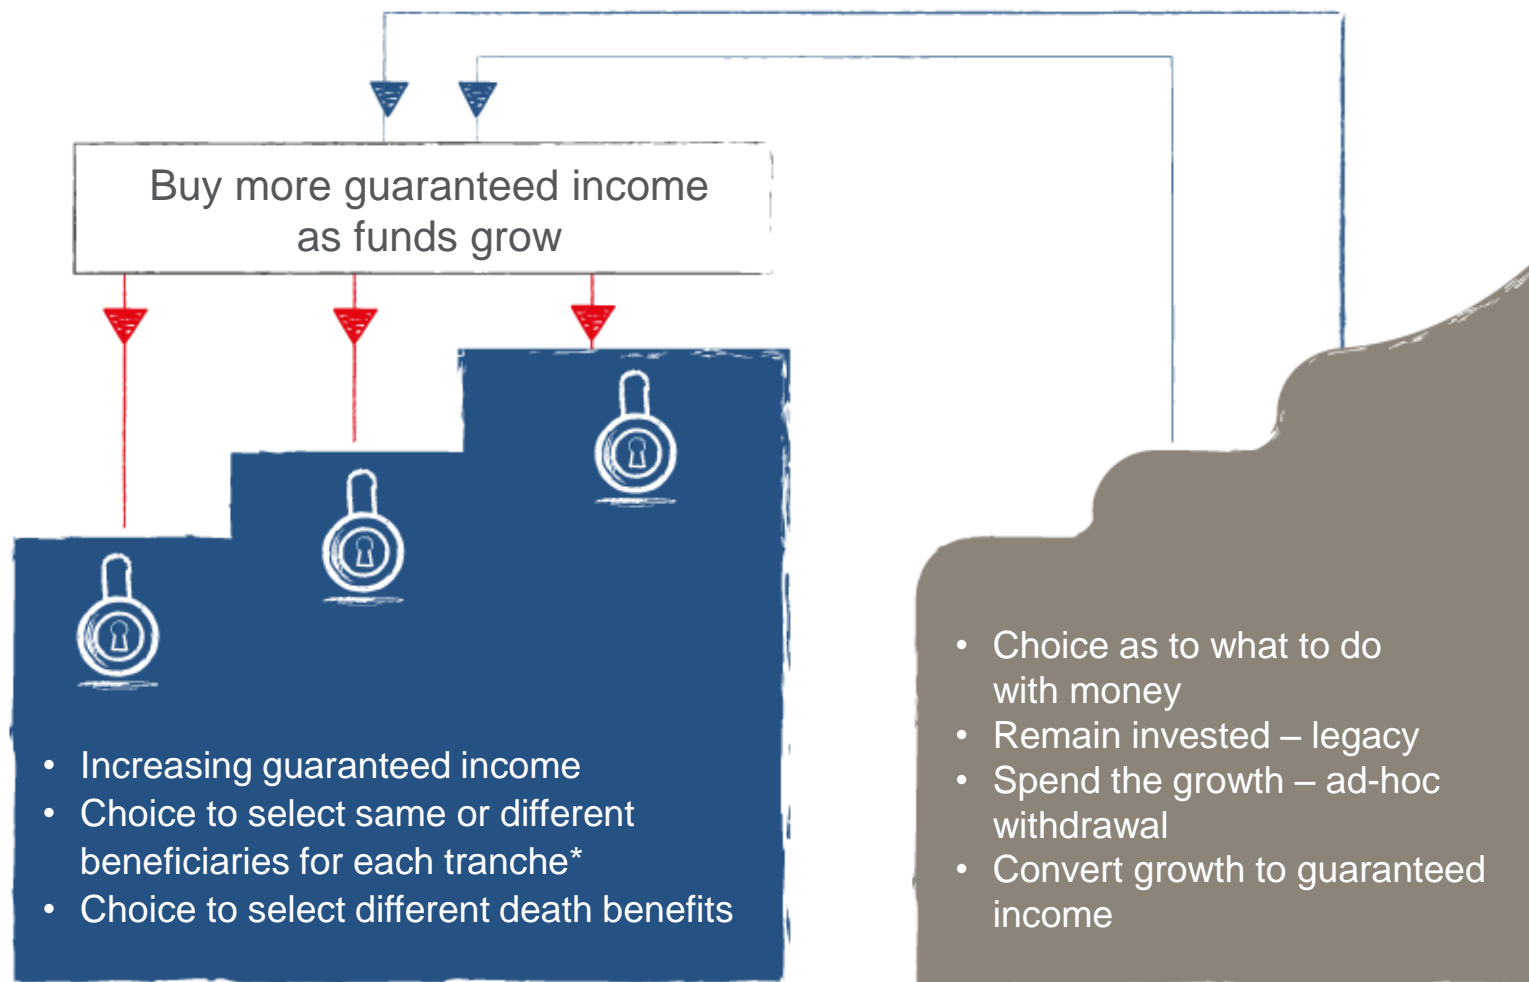 Buy more guaranteed income
as funds grow
• Increasing guaranteed income
• Choice to select same or different
beneficiaries for each tranche*
• Choice to select different death benefits
• Choice as to what to do
with money
• Remain invested – legacy
• Spend the growth – ad-hoc
withdrawal
• Convert growth to guaranteed
income